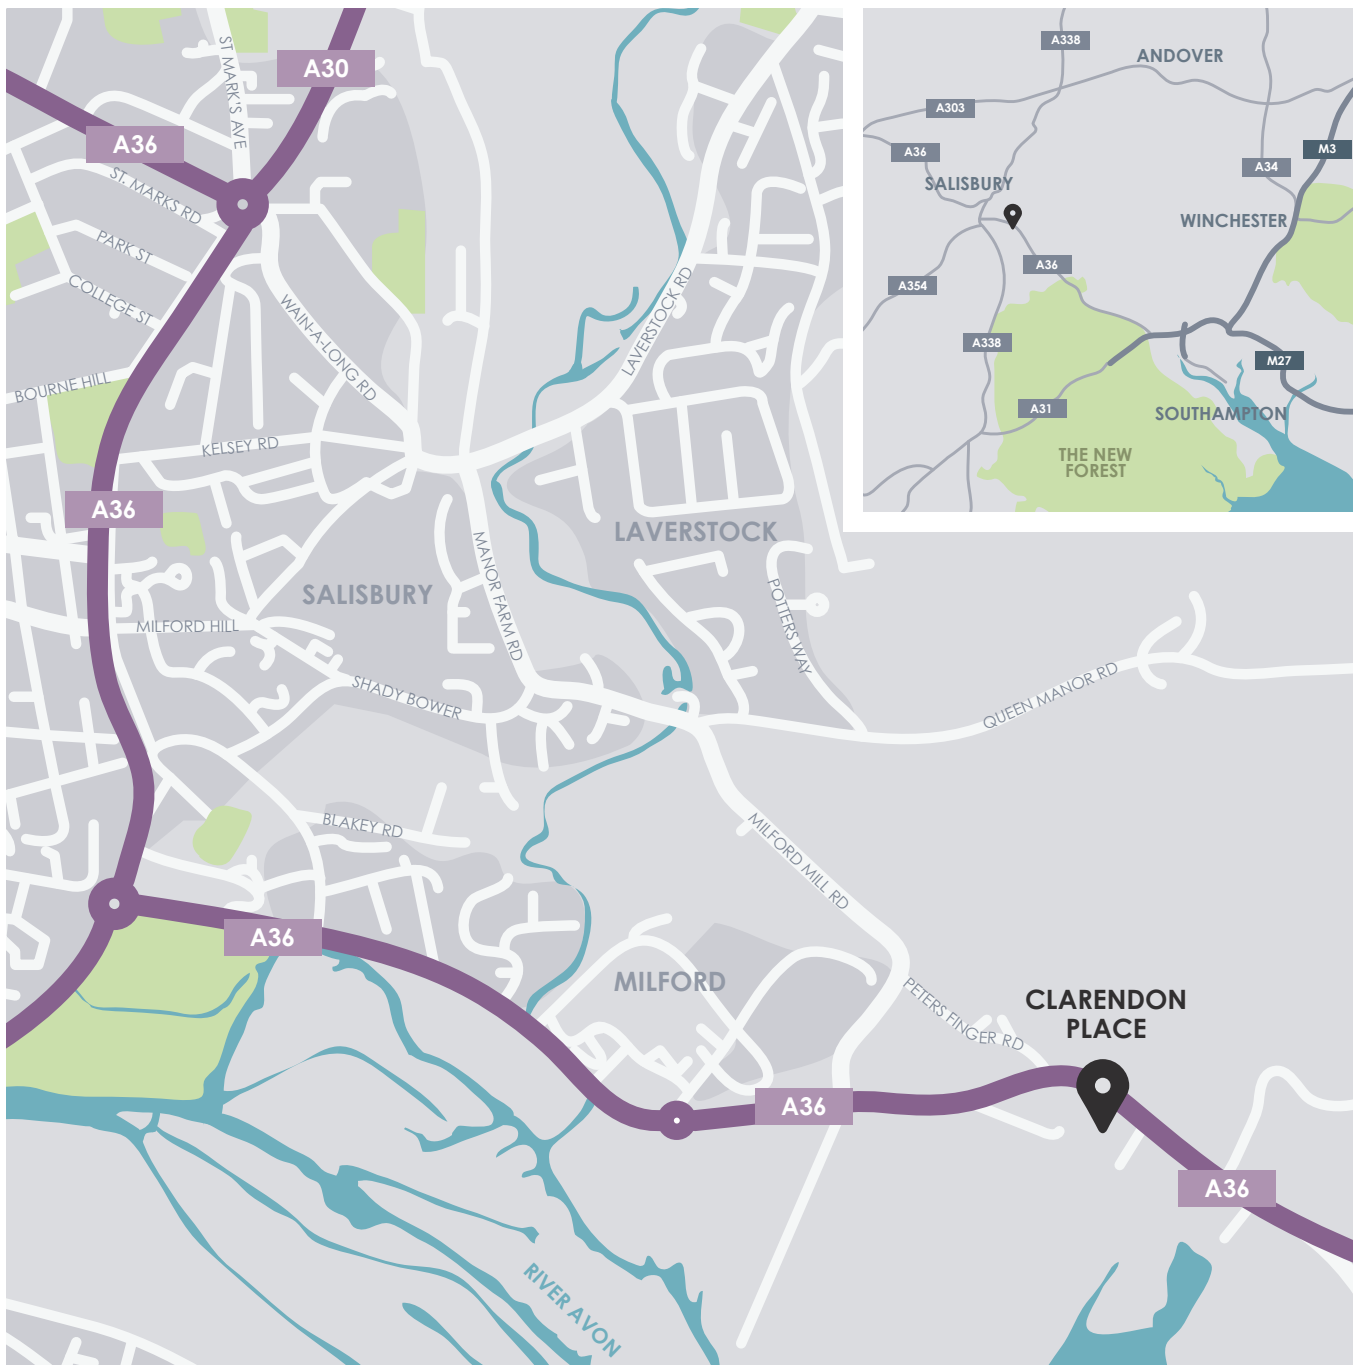 A30
A36
ST MARK'S AVE
ST. MARKS RD
PARK ST
COLLEGE ST
WAIN-A-LONG RD
LAVERSTOCK RD
BOURNE HILL
KELSEY RD
A36
LAVERSTOCK
MANOR FARM RD
SALISBURY
POTTERS WAY
MILFORD HILL
SHADY BOWER
QUEEN MANOR RD
BLAKEY RD
MILFORD MILL RD
A36
MILFORD
PETERS FINGER RD
CLARENDON
PLACE
A36
A36
RIVER AVON
A338
ANDOVER
A303
A36
M3
A34
SALISBURY
WINCHESTER
A36
A354
A338
M27
A31
SOUTHAMPTON
THE NEW
FOREST